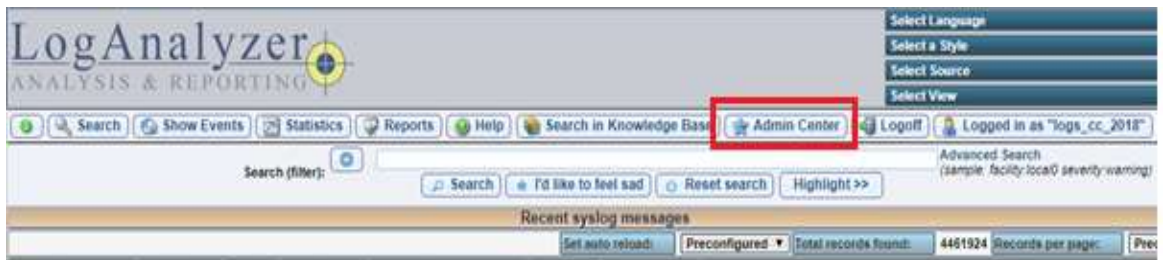 LogAnalyzer
ANALYSIS & REPORTING
Select Language
Select a Style
Select Source
Select View
Search Show Events Statistics Reports Help Search in Knowledge Base Admin Center Logoff Logged in as "logs_cc_2018"
Search (filter): Advanced Search
(sample: facility:local0 severity:warning)
Search I'd like to feel sad Reset search Highlight >>
Recent syslog messages
Set auto reload: Preconfigured Total records found: 4461924 Records per page: Prec